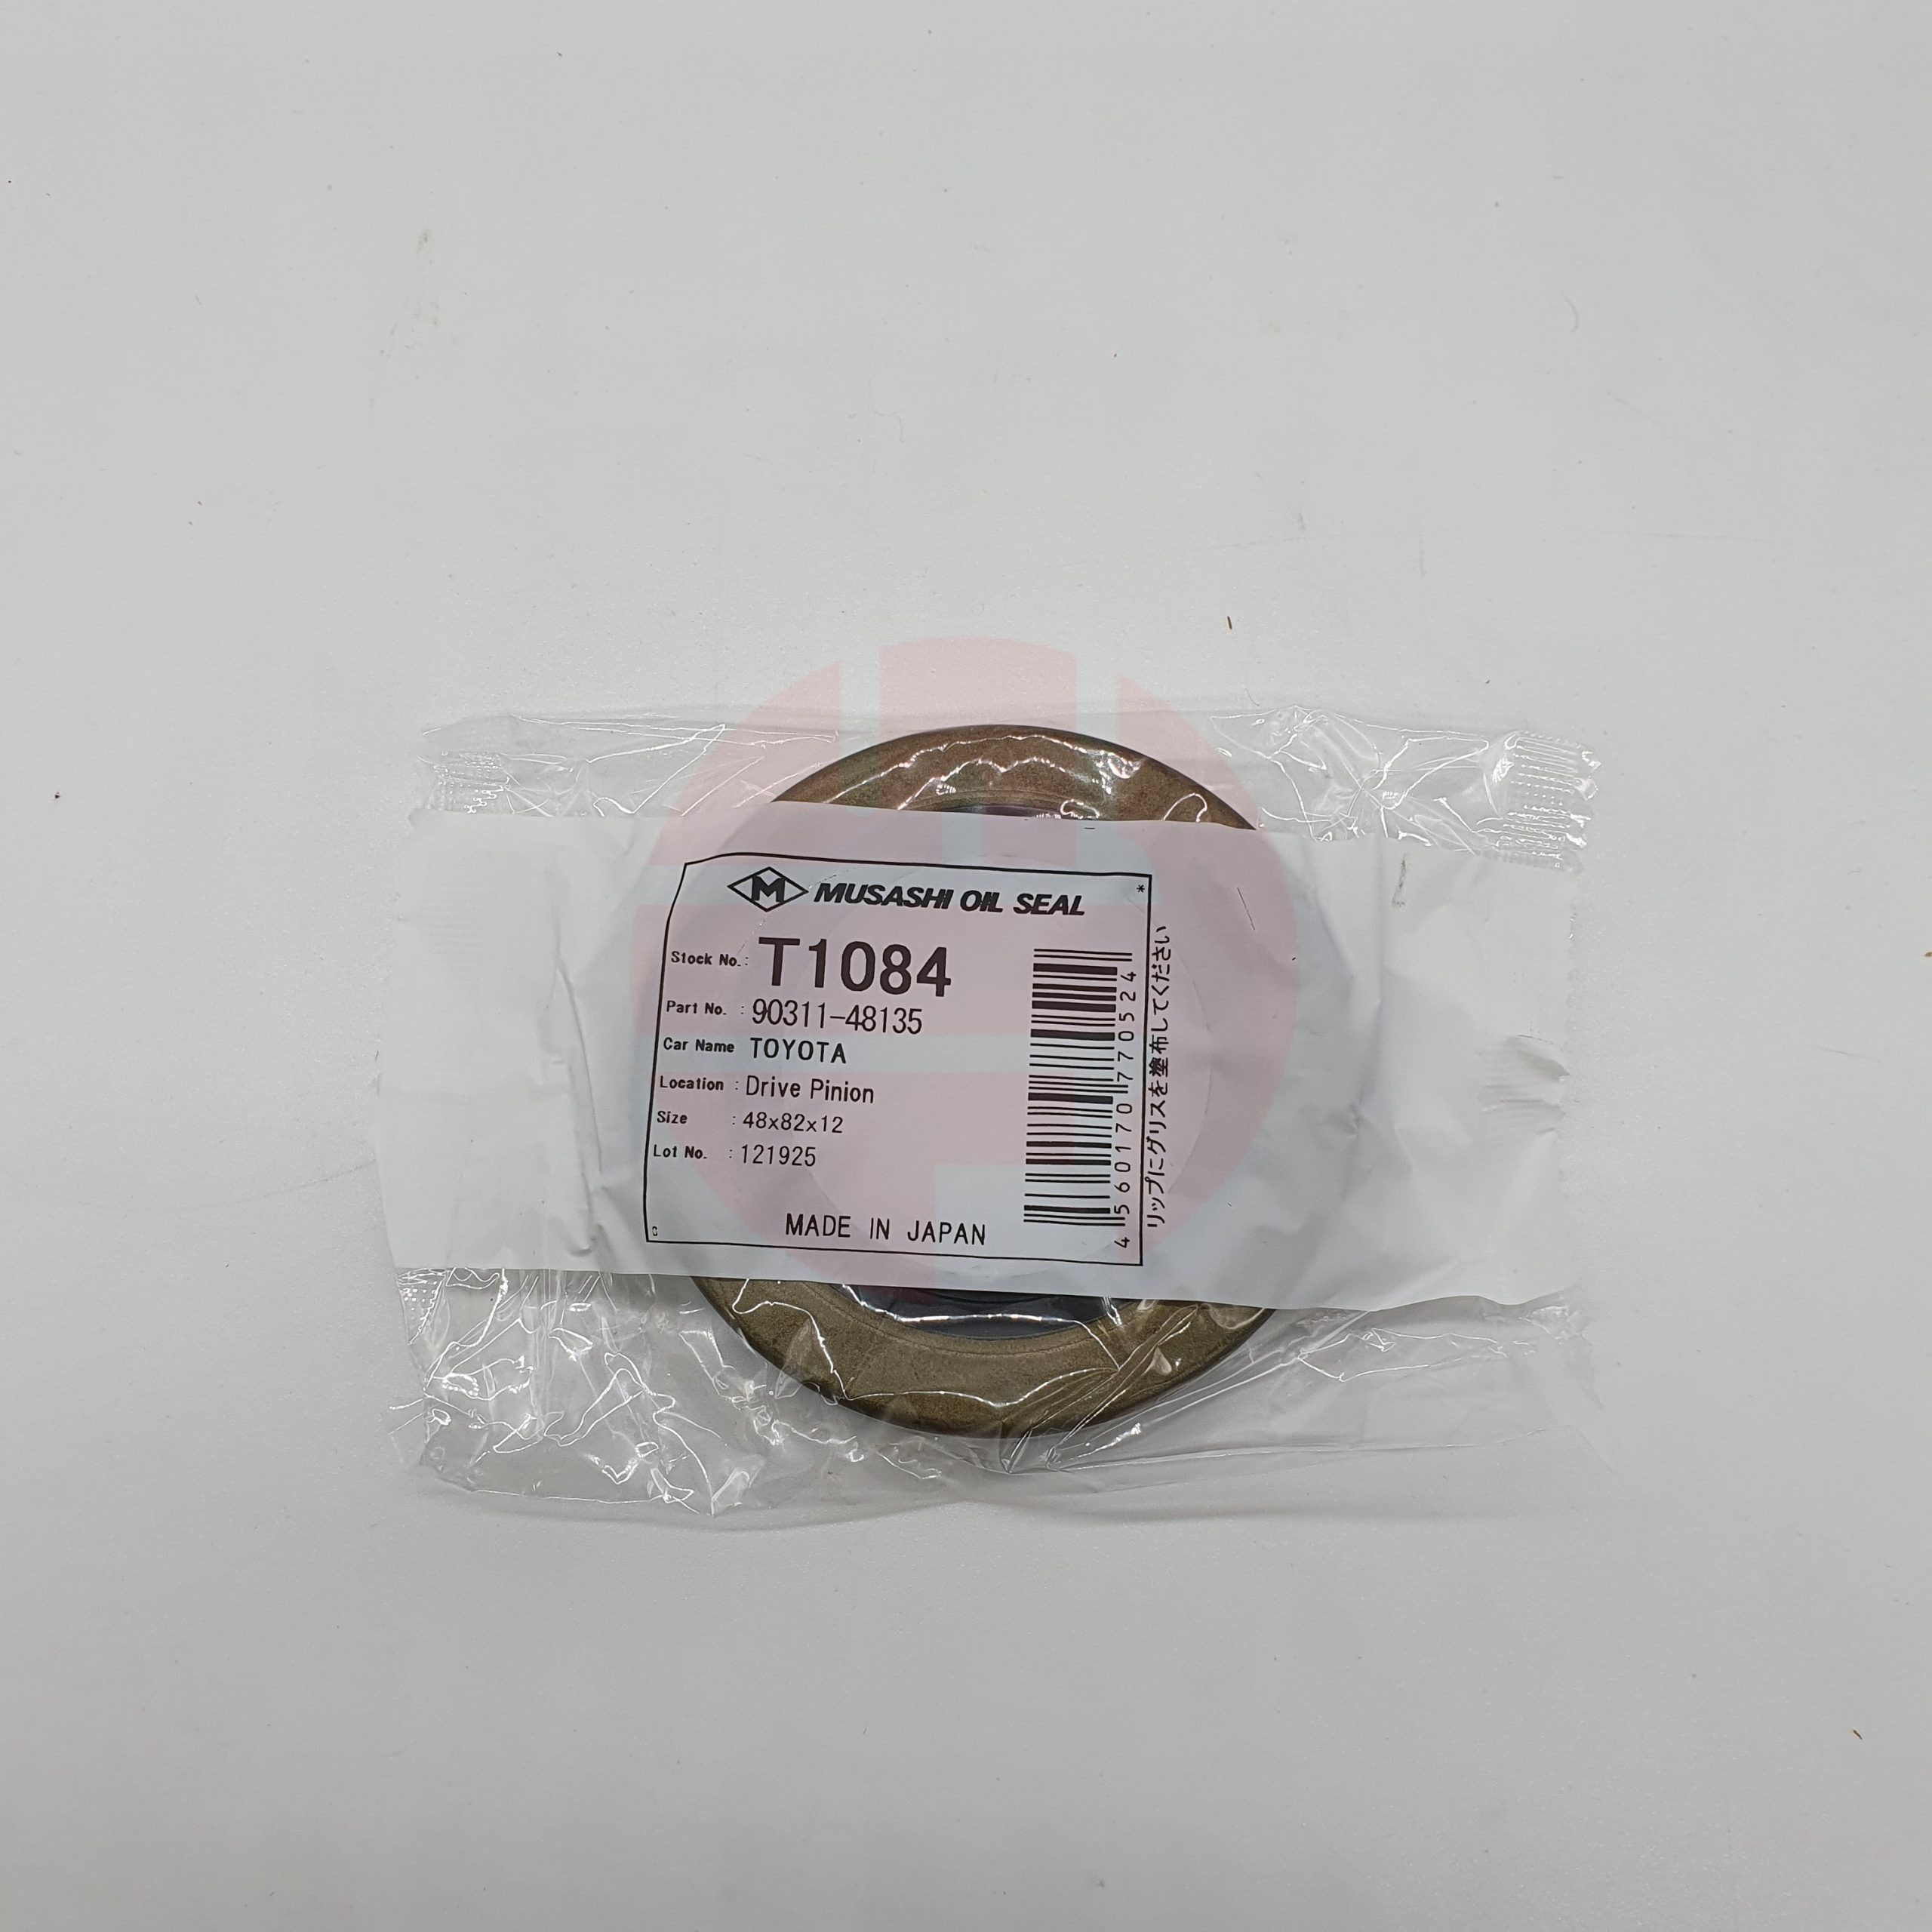 M MUSASHI OIL SEAL *
Stock No.: T1084
Part No. : 90311-48135
Car Name TOYOTA
Location : Drive Pinion
Size : 48x82x12
Lot No. : 121925
C MADE IN JAPAN
4560170770524
リップにグリスを塗布してください